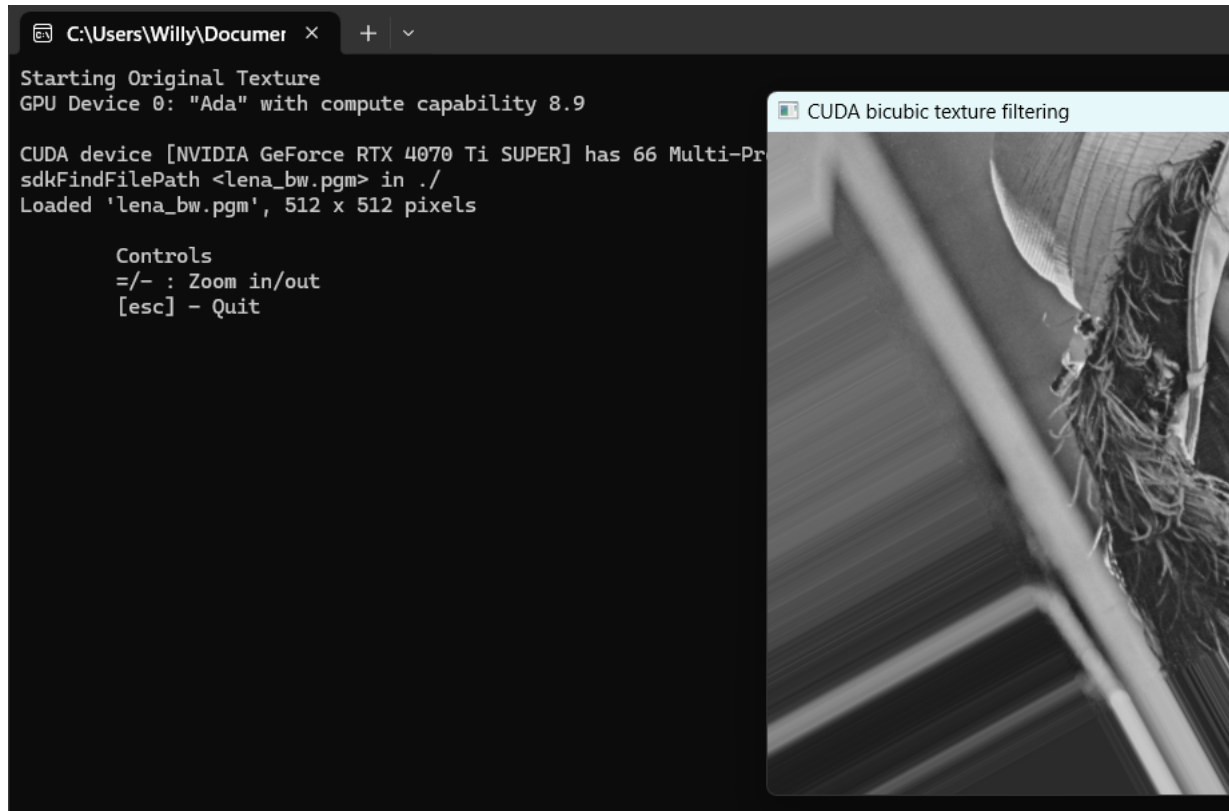 C:\Users\Willy\Documer
Starting Original Texture
GPU Device 0: "Ada" with compute capability 8.9
CUDA device [NVIDIA GeForce RTX 4070 Ti SUPER] has 66 Multi-Pr
sdkFindFilePath <lena_bw.pgm> in ./
Loaded 'lena_bw.pgm', 512 x 512 pixels
Controls
=/- : Zoom in/out
[esc] - Quit
CUDA bicubic texture filtering